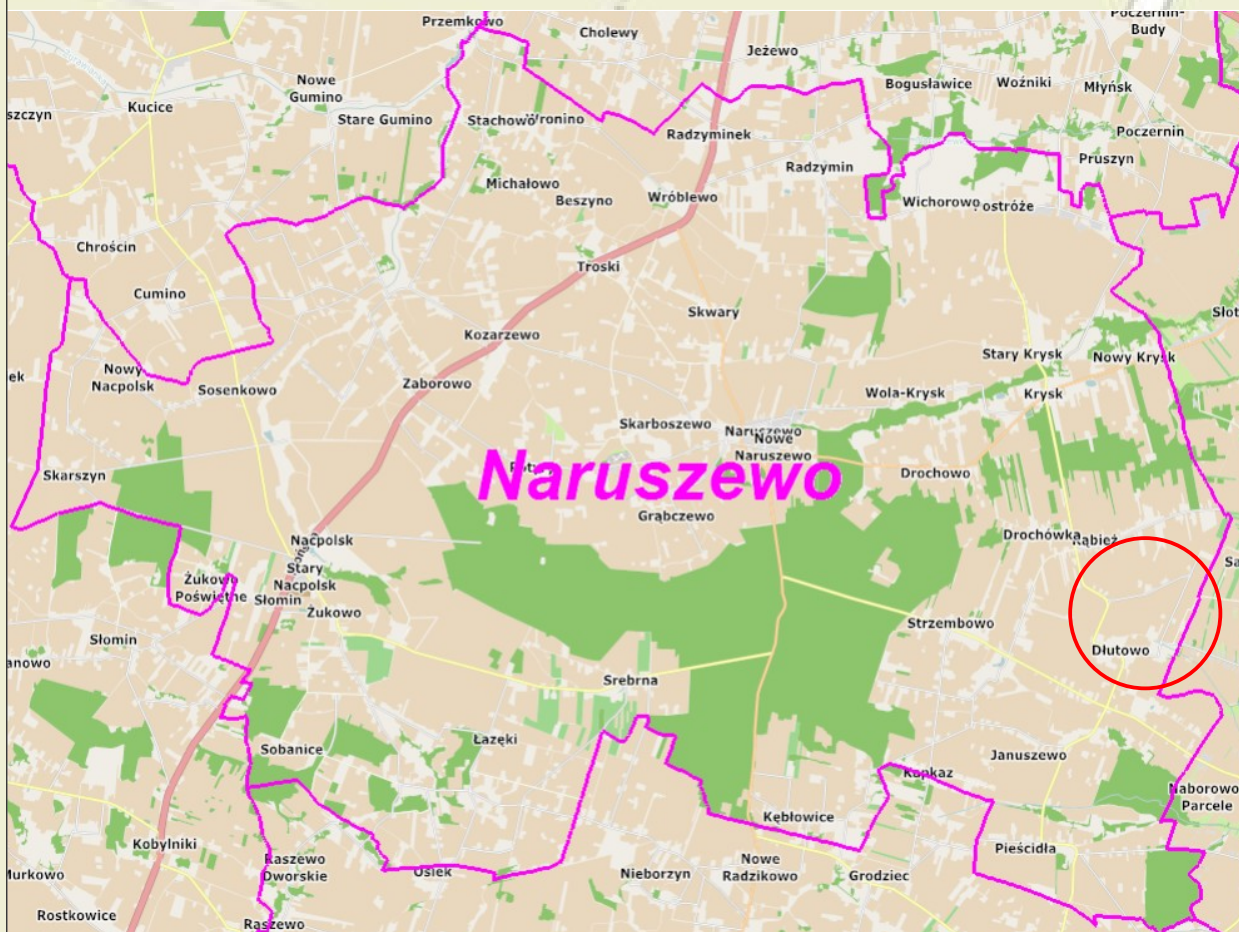 Poczernin-
Budy
Przemkowo
Cholewy
Jeżewo
Nowe
Gumino
Bogusławice
Woźniki
Młyńsk
Kucice
szczyn
Stare Gumino
Stachowo
Wronino
Radzyminek
Poczernin
Pruszyn
Radzymin
Michałowo
Beszyno
Wróblewo
Wichorowo
Postróże
Chrościn
Troski
Cumino
Skwary
Słot
Kozarzewo
Stary Krysk
Nowy Krysk
ek
Nowy
Nacpolsk
Sosenkowo
Zaborowo
Wola-Krysk
Krysk
Skarboszewo
Naruszewo
Nowe
Naruszewo
Skarszyn
Naruszewo
Drochowo
Grąbczewo
Nacpolsk
Drochówka
Rąbież
Stary
Nacpolsk
Żukowo
Poświętne
Słomin
Żukowo
Sa
Słomin
Strzembowo
anowo
Dłutowo
Srebrna
Łazęki
Sobanice
Januszewo
Kapkaz
Naborowo
Parcele
Kębłowice
Kobylniki
Pieścidła
Raszewo
Dworskie
Osiek
Nieborzyn
Nowe
Radzikowo
Grodziec
Murkowo
Rostkowice
Raszewo